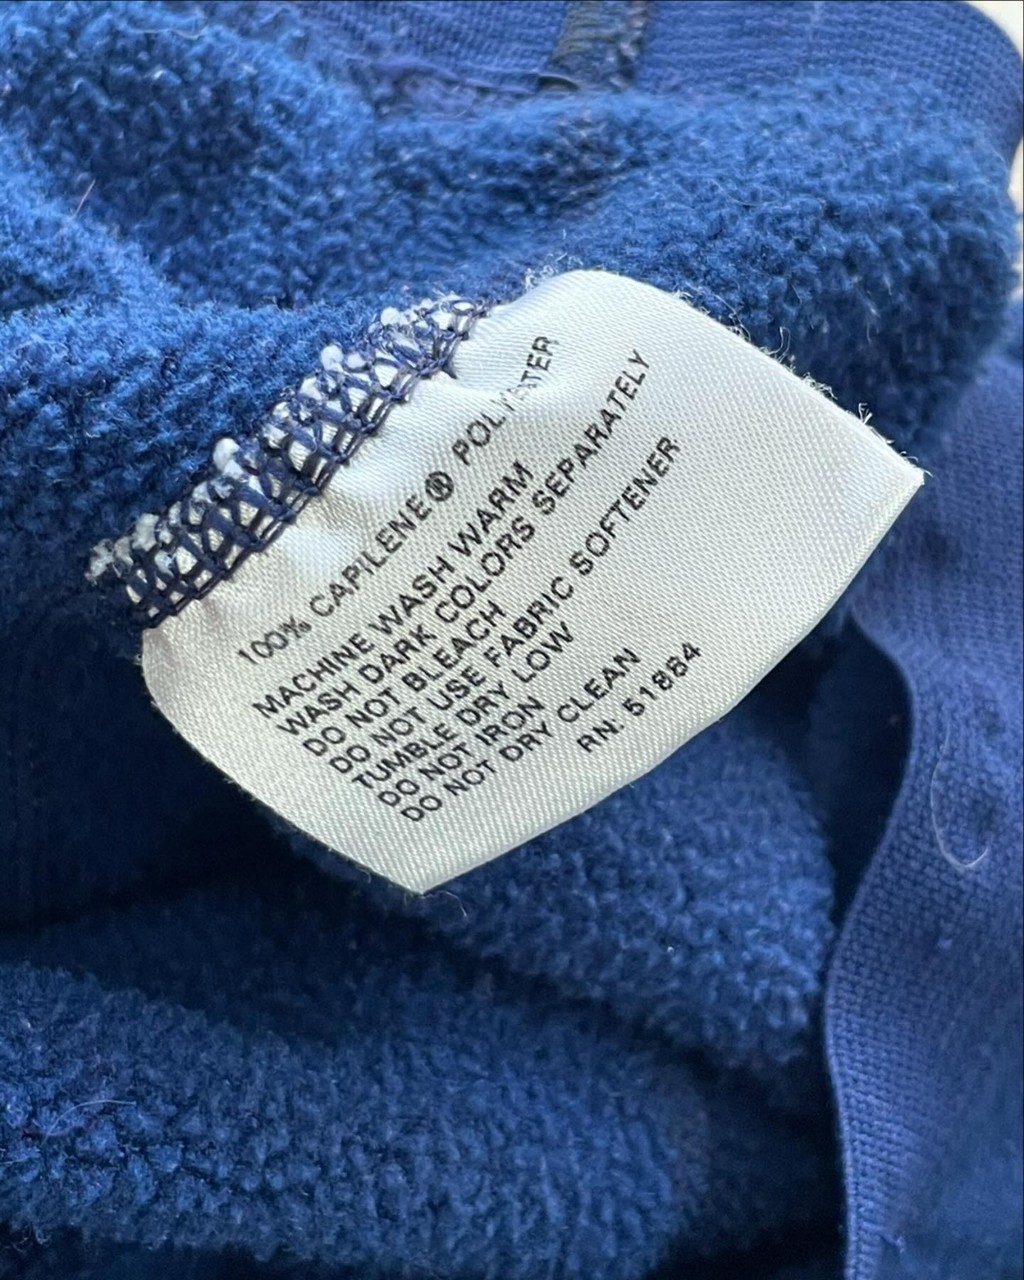 100% CAPILENE® POLYESTER
MACHINE WASH WARM
WASH DARK COLORS SEPARATELY
DO NOT BLEACH
DO NOT USE FABRIC SOFTENER
TUMBLE DRY LOW
DO NOT IRON
DO NOT DRY CLEAN
RN. 51884